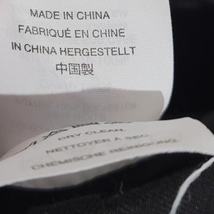 MADE IN CHINA
FABRIQUÉ EN CHINE
IN CHINA HERGESTELLT
中国製
DRY CLEAN
NETTOYER A SEC
CHEMISCHE REINIGUNG